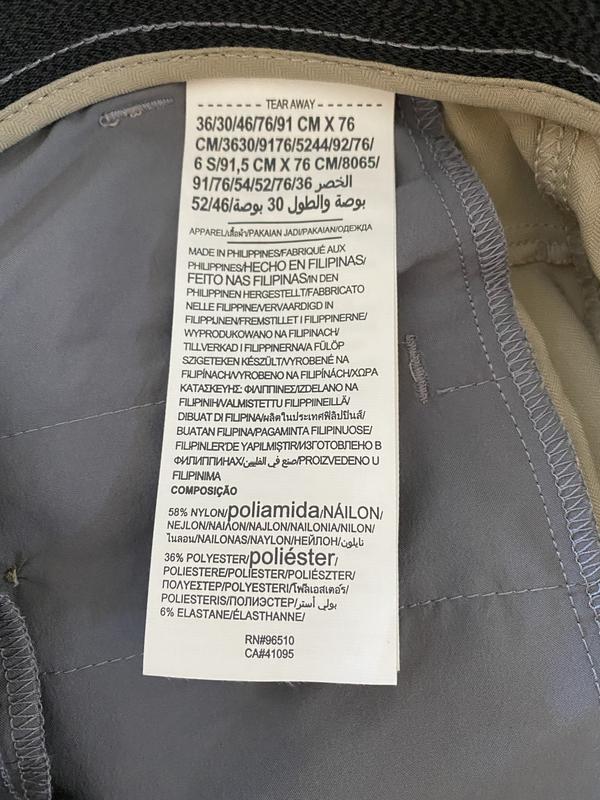 - - - - - - - - TEAR AWAY - - - - - - - -
36/30/46/76/91 CM X 76
CM/3630/9176/5244/92/76/
6 S/91,5 CM X 76 CM/8065/
91/76/54/52/76/36 الخصر
52/46/بوصة والطول 30 بوصة
APPAREL/เสื้อผ้า/PAKAIAN JADI/PAKAIAN/ОДЕЖДА
MADE IN PHILIPPINES/FABRIQUÉ AUX
PHILIPPINES/HECHO EN FILIPINAS/
FEITO NAS FILIPINAS/IN DEN
PHILIPPINEN HERGESTELLT/FABBRICATO
NELLE FILIPPINE/VERVAARDIGD IN
FILIPPIJNEN/FREMSTILLET I FILIPPINERNE/
WYPRODUKOWANO NA FILIPINACH/
TILLVERKAD I FILIPPINERNA/A FÜLÖP
SZIGETEKEN KÉSZÜLT/VYROBENÉ NA
FILIPÍNACH/VYROBENO NA FILIPÍNÁCH/ΧΩΡΑ
ΚΑΤΑΣΚΕΥΗΣ: ΦΙΛΙΠΠΙΝΕΣ/IZDELANO NA
FILIPINIH/VALMISTETTU FILIPPIINEILLÄ/
DIBUAT DI FILIPINA/ผลิตในประเทศฟิลิปปินส์/
BUATAN FILIPINA/PAGAMINTA FILIPINUOSE/
FILIPINLER'DE YAPILMIŞTIR/ИЗГОТОВЛЕНО В
ФИЛИППИНАХ/صنع في الفلبين/PROIZVEDENO U
FILIPINIMA
COMPOSIÇÃO
58% NYLON/poliamida/NÁILON/
NEJLON/ΝΑΪΛΟΝ/NAJLON/NAILONIA/NILON/
ไนลอน/NAILONAS/NAYLON/НЕЙЛОН/نايلون
36% POLYESTER/poliéster/
POLIESTERE/POLIESTER/POLIÉSZTER/
ΠΟΛΥΕΣΤΕΡ/POLYESTERI/โพลีเอสเตอร์/
POLIESTERIS/ПОЛИЭСТЕР/بولي أستر
6% ELASTANE/ÉLASTHANNE/
RN#96510
CA#41095